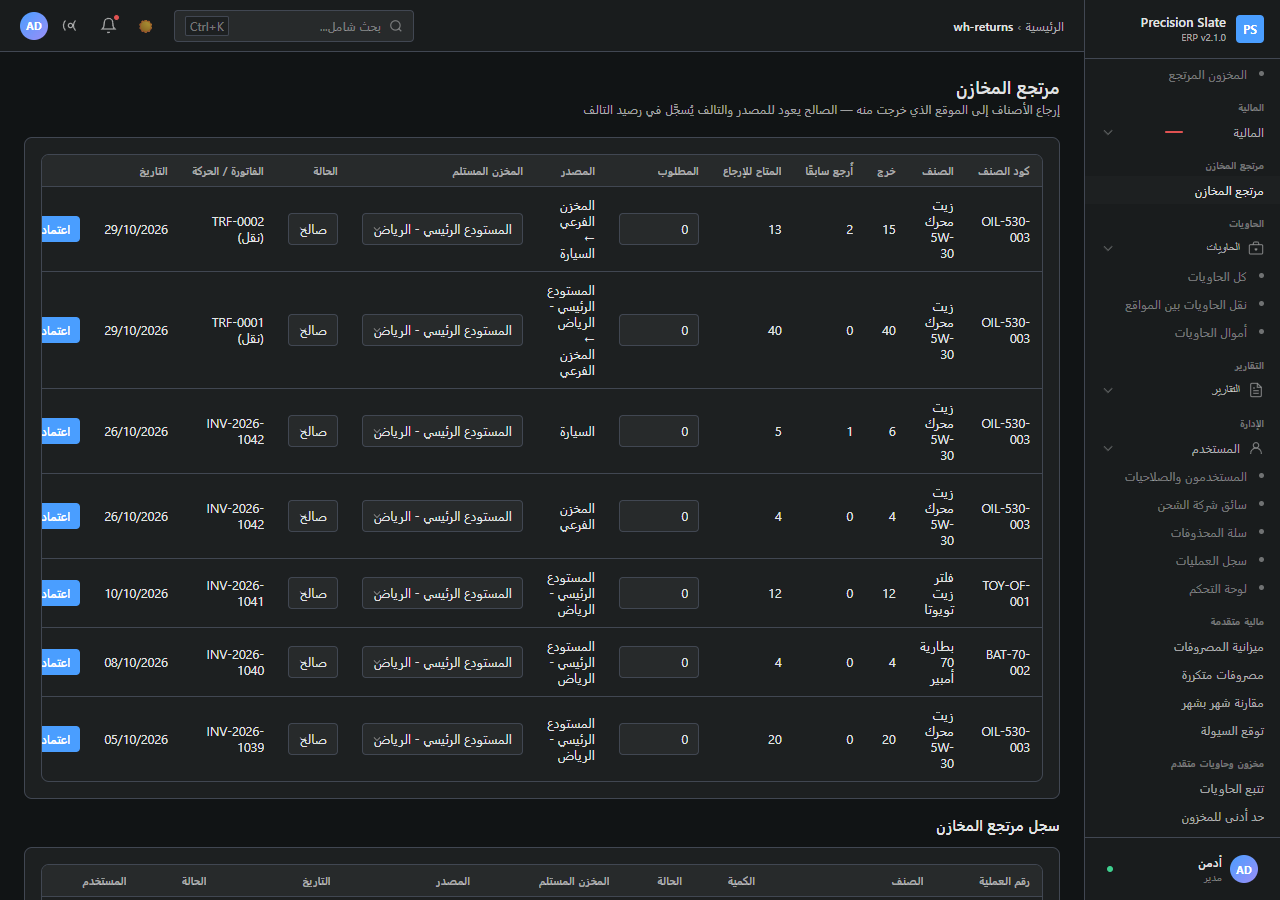 Precision Slate
ERP v2.1.0
PS
الرئيسية › wh-returns
بحث شامل...
Ctrl+K
AD
المخزون المرتجع
المالية
المالية
مرتجع المخازن
مرتجع المخازن
الحاويات
الحاويات
كل الحاويات
نقل الحاويات بين المواقع
أموال الحاويات
التقارير
التقارير
الإدارة
المستخدم
المستخدمون والصلاحيات
سائق شركة الشحن
سلة المحذوفات
سجل العمليات
لوحة التحكم
مالية متقدمة
ميزانية المصروفات
مصروفات متكررة
مقارنة شهر بشهر
توقع السيولة
مخزون وحاويات متقدم
تتبع الحاويات
حد أدنى للمخزون
AD
أدمن
مدير
مرتجع المخازن
إرجاع الأصناف إلى الموقع الذي خرجت منه — الصالح يعود للمصدر والتالف يُسجَّل في رصيد التالف
كود الصنف الصنف خرج أُرجع سابقًا المتاح للإرجاع المطلوب المصدر المخزن المستلم الحالة الفاتورة / الحركة التاريخ
OIL-530-003 زيت محرك 5W-30 15 2 13 0 المخزن الفرعي ← السيارة المستودع الرئيسي - الرياض صالح TRF-0002 (نقل) 29/10/2026 اعتماد
OIL-530-003 زيت محرك 5W-30 40 0 40 0 المستودع الرئيسي - الرياض ← المخزن الفرعي المستودع الرئيسي - الرياض صالح TRF-0001 (نقل) 29/10/2026 اعتماد
OIL-530-003 زيت محرك 5W-30 6 1 5 0 السيارة المستودع الرئيسي - الرياض صالح INV-2026-1042 26/10/2026 اعتماد
OIL-530-003 زيت محرك 5W-30 4 0 4 0 المخزن الفرعي المستودع الرئيسي - الرياض صالح INV-2026-1042 26/10/2026 اعتماد
TOY-OF-001 فلتر زيت تويوتا 12 0 12 0 المستودع الرئيسي - الرياض المستودع الرئيسي - الرياض صالح INV-2026-1041 10/10/2026 اعتماد
BAT-70-002 بطارية 70 أمبير 4 0 4 0 المستودع الرئيسي - الرياض المستودع الرئيسي - الرياض صالح INV-2026-1040 08/10/2026 اعتماد
OIL-530-003 زيت محرك 5W-30 20 0 20 0 المستودع الرئيسي - الرياض المستودع الرئيسي - الرياض صالح INV-2026-1039 05/10/2026 اعتماد
سجل مرتجع المخازن
رقم العملية الصنف الكمية الحالة المخزن المستلم المصدر التاريخ الحالة المستخدم